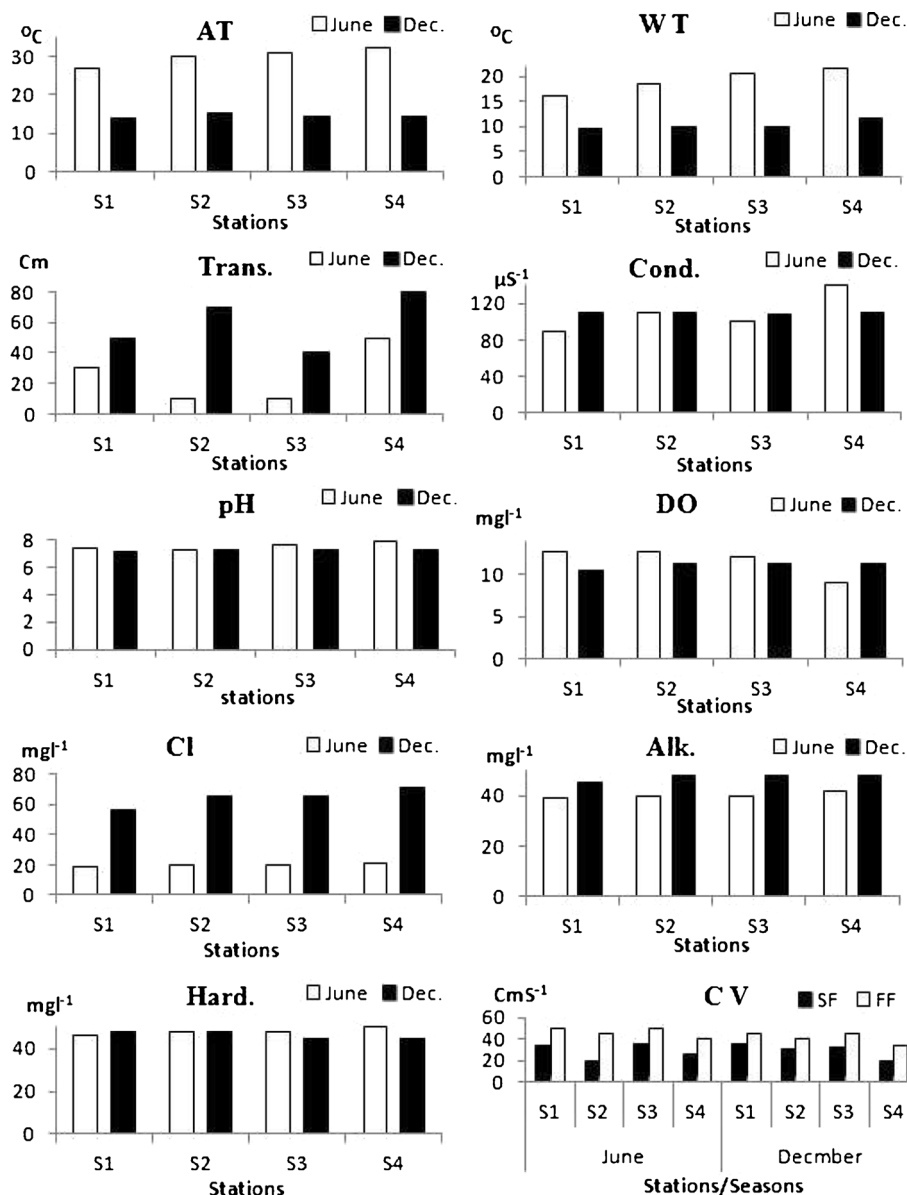 AT
June Dec.
°C
30
20
10
0
S1 S2 S3 S4
Stations
WT
June Dec.
°C
20
15
10
5
0
S1 S2 S3 S4
Stations
Trans.
June Dec.
Cm
80
60
40
20
0
S1 S2 S3 S4
Stations
Cond.
June Dec.
µS-1
120
80
40
0
S1 S2 S3 S4
Stations
pH
June Dec.
8
6
4
2
0
S1 S2 S3 S4
stations
DO
June Dec.
mgl-1
10
5
0
S1 S2 S3 S4
Stations
Cl
June Dec.
mgl-1
80
60
40
20
0
S1 S2 S3 S4
Stations
Alk.
June Dec.
mgl-1
40
20
0
S1 S2 S3 S4
Stations
Hard.
June Dec.
mgl-1
40
20
0
S1 S2 S3 S4
Stations
CV
SF FF
CmS-1
60
40
20
0
S1 S2 S3 S4 S1 S2 S3 S4
June Decmber
Stations/Seasons